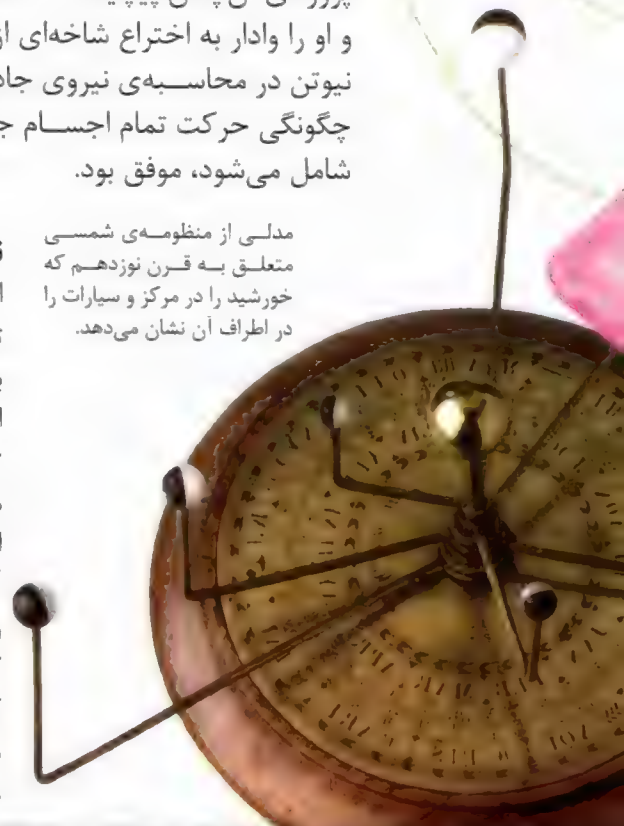 و او را وادار به اختراع شاخه‌ای از
نیوتن در محاسبه‌ی نیروی
چگونگی حرکت تمام اجسام
شامل می‌شود، موفق بود.
مدلی از منظومه‌ی شمسی
متعلق به قرن نوزدهم که
خورشید را در مرکز و سیارات را
در اطراف آن نشان می‌دهد.